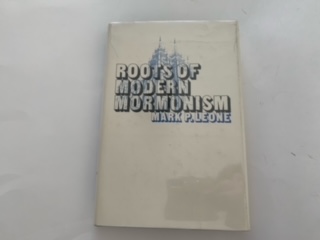 ROOTS OF
MODERN
MORMONISM
MARK P. LEONE